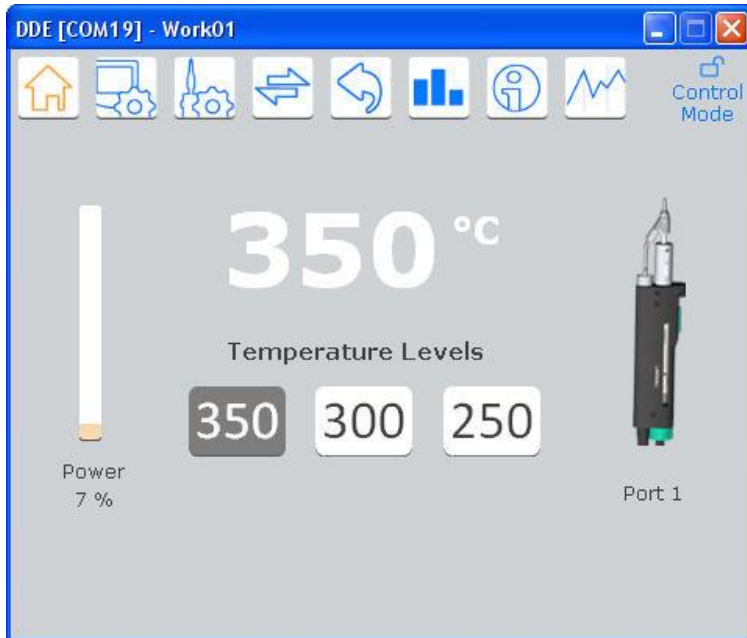 DDE [COM19] - Work01
Control
Mode
350 °C
Temperature Levels
350 300 250
Power
7 %
Port 1